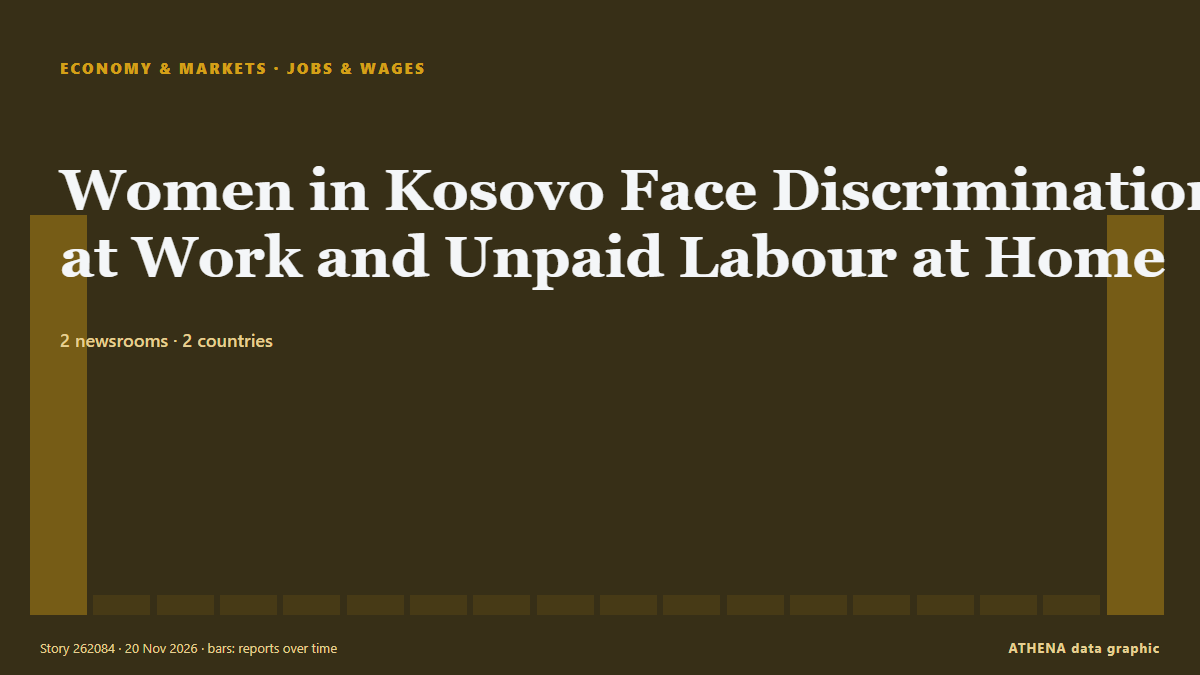 ECONOMY & MARKETS · JOBS & WAGES
Women in Kosovo Face Discrimination
at Work and Unpaid Labour at Home
2 newsrooms · 2 countries
Story 262084 · 20 Nov 2026 · bars: reports over time
ATHENA data graphic